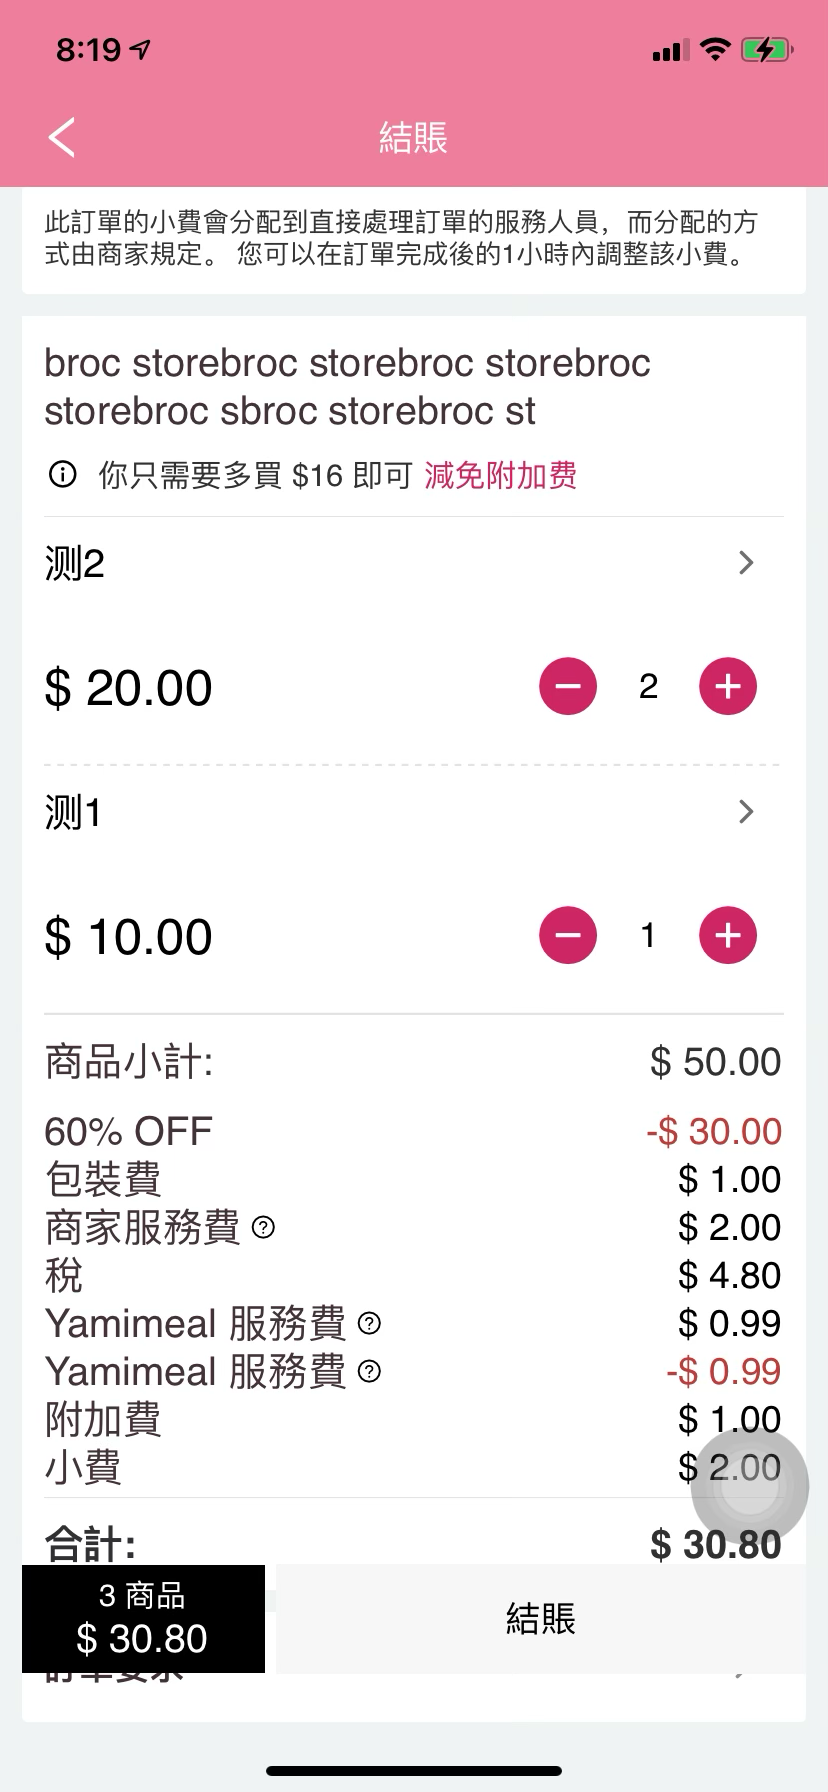 8:19
結賬
此訂單的小費會分配到直接處理訂單的服務人員，而分配的方
式由商家規定。 您可以在訂單完成後的1小時內調整該小費。
broc storebroc storebroc storebroc
storebroc sbroc storebroc st
你只需要多買 $16 即可 減免附加费
测2
$ 20.00
2
测1
$ 10.00
1
商品小計: $ 50.00
60% OFF -$ 30.00
包裝費 $ 1.00
商家服務費 $ 2.00
稅 $ 4.80
Yamimeal 服務費 $ 0.99
Yamimeal 服務費 -$ 0.99
附加費 $ 1.00
小費 $ 2.00
合計: $ 30.80
3 商品
$ 30.80
結賬